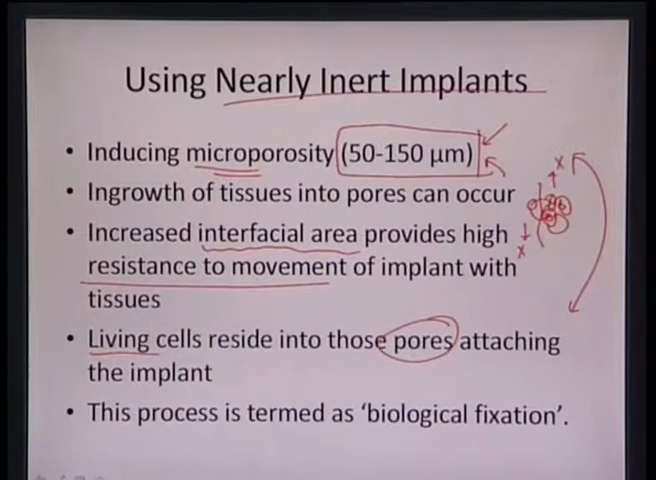 Using Nearly Inert Implants
• Inducing microporosity (50-150 µm)
• Ingrowth of tissues into pores can occur
• Increased interfacial area provides high
resistance to movement of implant with
tissues
• Living cells reside into those pores attaching
the implant
• This process is termed as ‘biological fixation’.